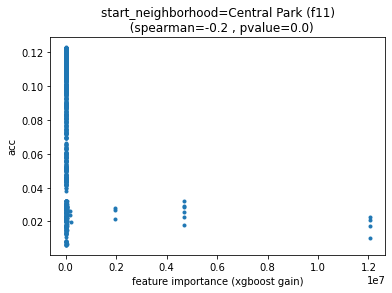 start_neighborhood=Central Park (f11)
(spearman=-0.2 , pvalue=0.0)
0.12
0.10
0.08
0.06
0.04
0.02
acc
0.0 0.2 0.4 0.6 0.8 1.0 1.2
1e7
feature importance (xgboost gain)